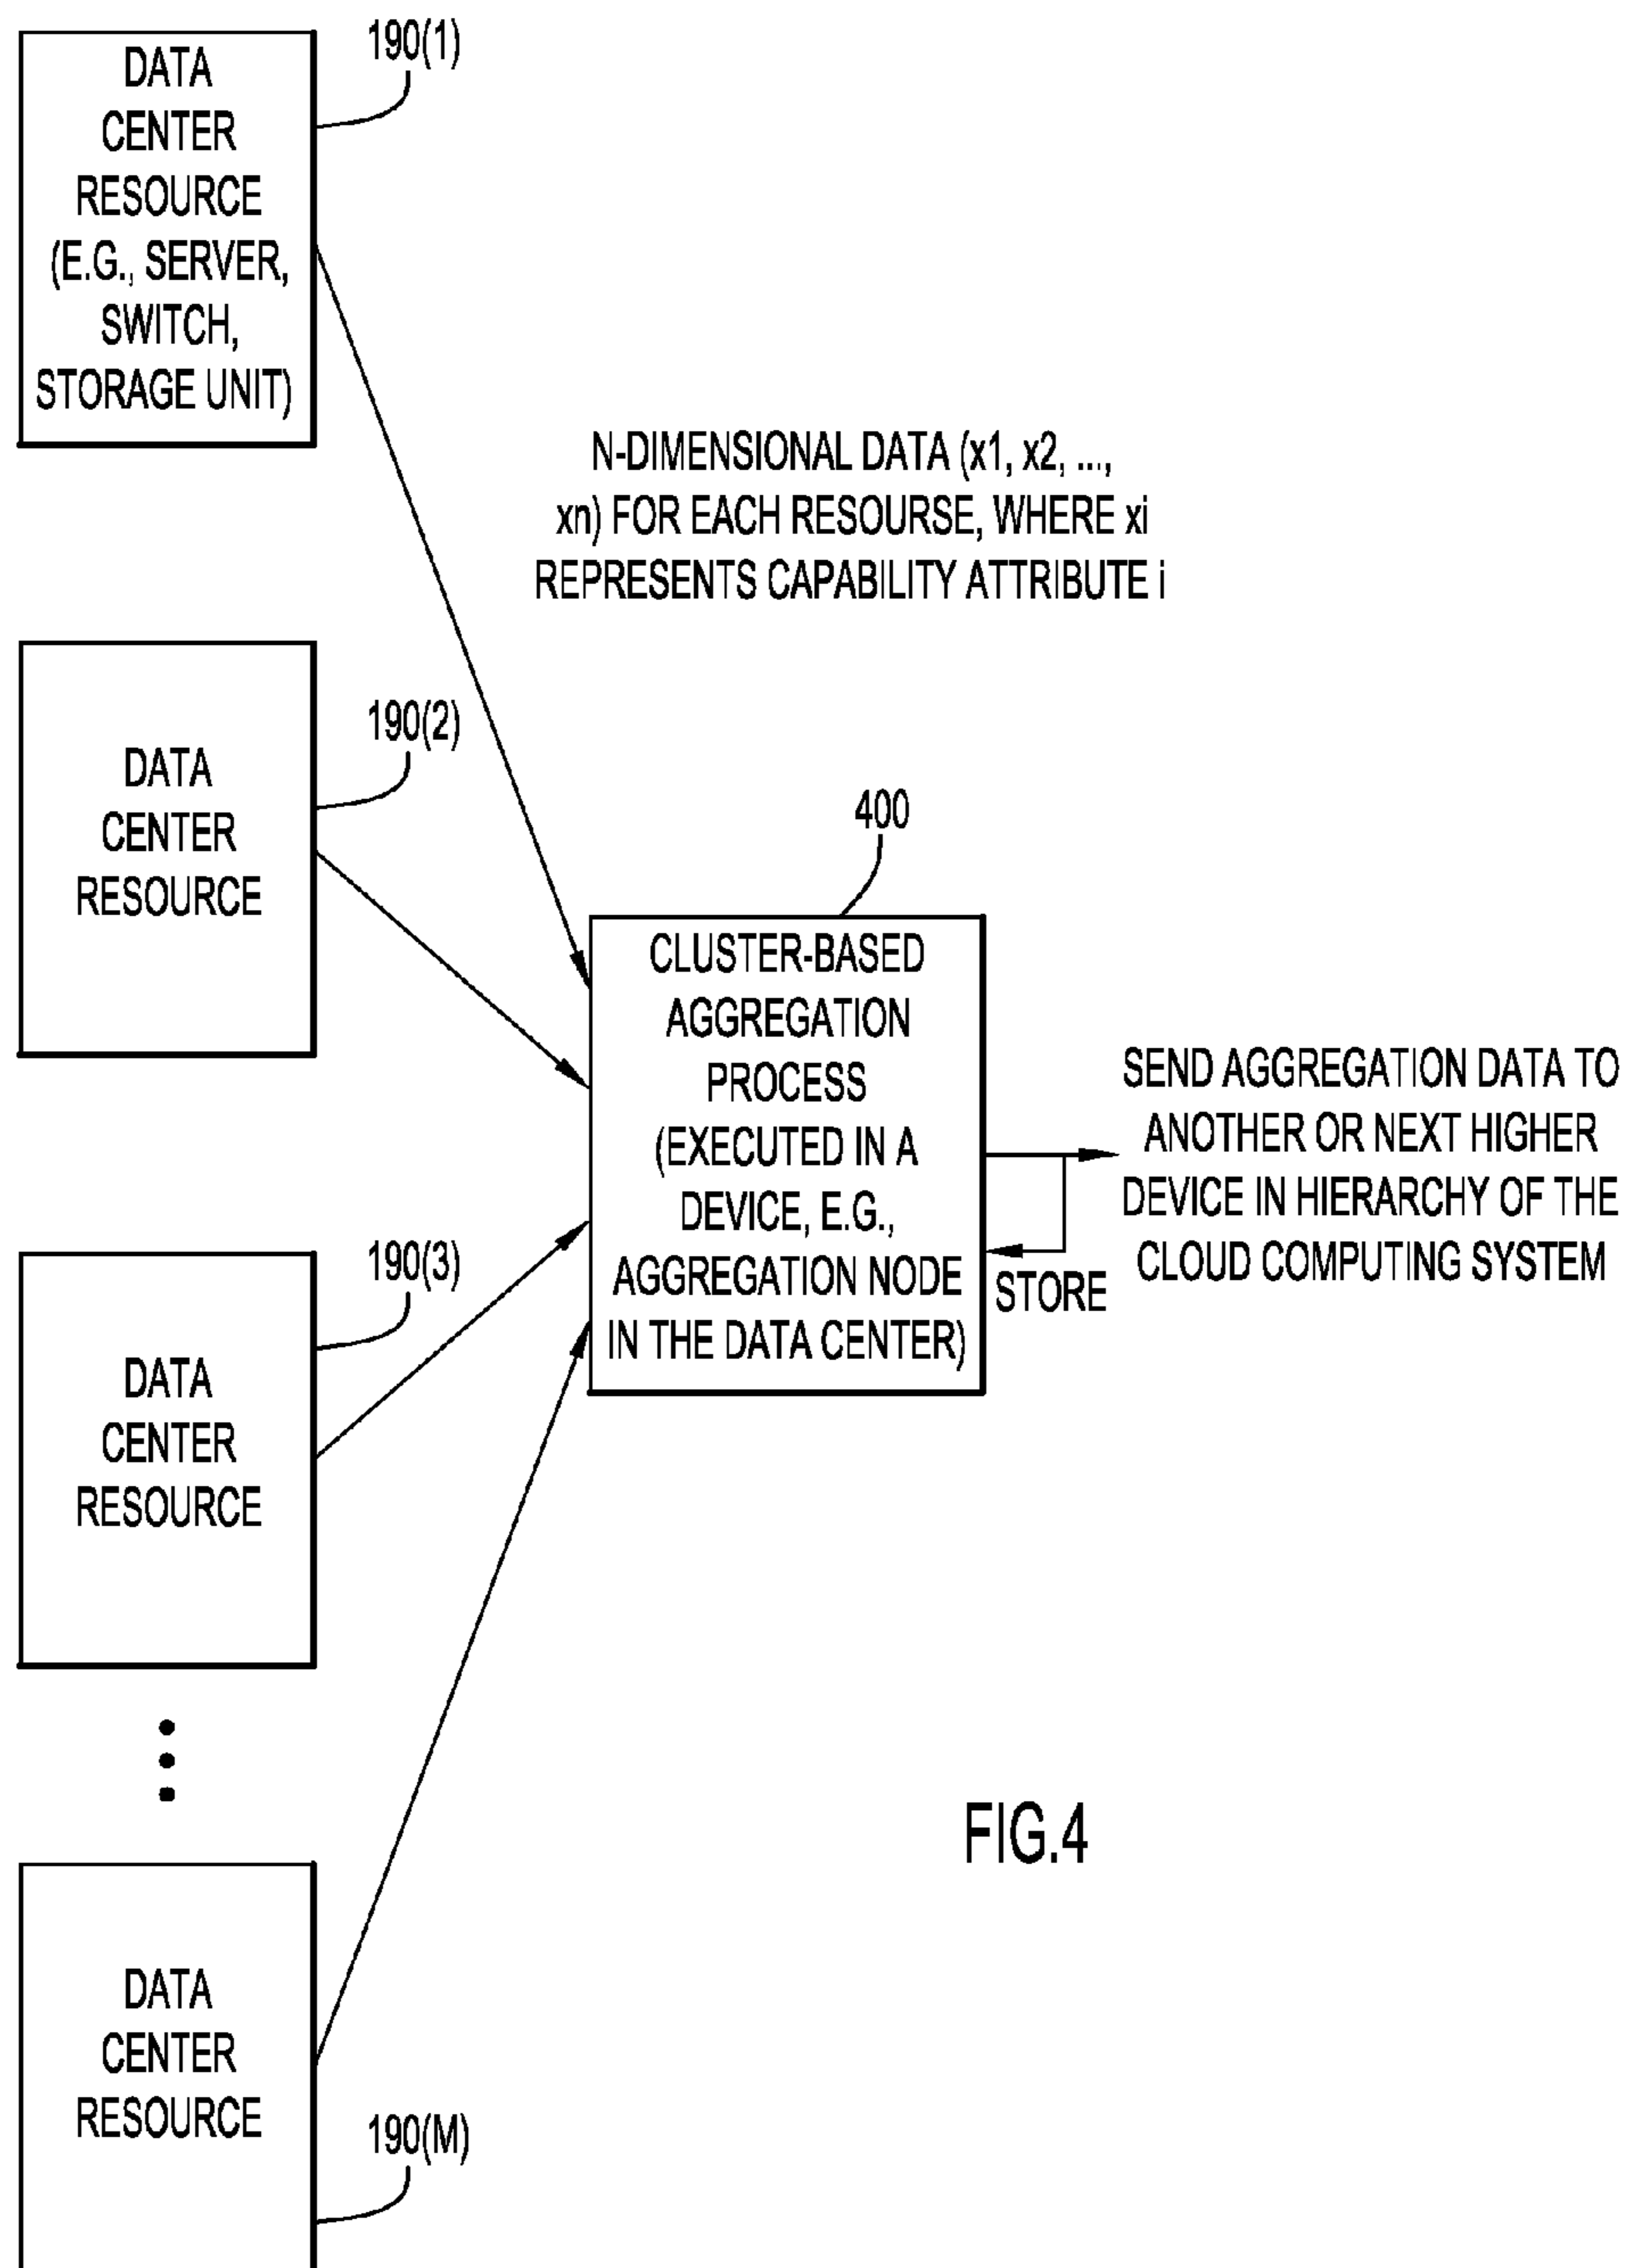 190(1)
DATA
CENTER
RESOURCE
(E.G., SERVER,
SWITCH,
STORAGE UNIT)
N-DIMENSIONAL DATA (x1, x2, ...,
xn) FOR EACH RESOURSE, WHERE xi
REPRESENTS CAPABILITY ATTRIBUTE i
190(2)
DATA
CENTER
RESOURCE
400
CLUSTER-BASED
AGGREGATION
PROCESS
(EXECUTED IN A
DEVICE, E.G.,
AGGREGATION NODE
IN THE DATA CENTER)
SEND AGGREGATION DATA TO
ANOTHER OR NEXT HIGHER
DEVICE IN HIERARCHY OF THE
CLOUD COMPUTING SYSTEM
STORE
190(3)
DATA
CENTER
RESOURCE
FIG.4
DATA
CENTER
RESOURCE
190(M)